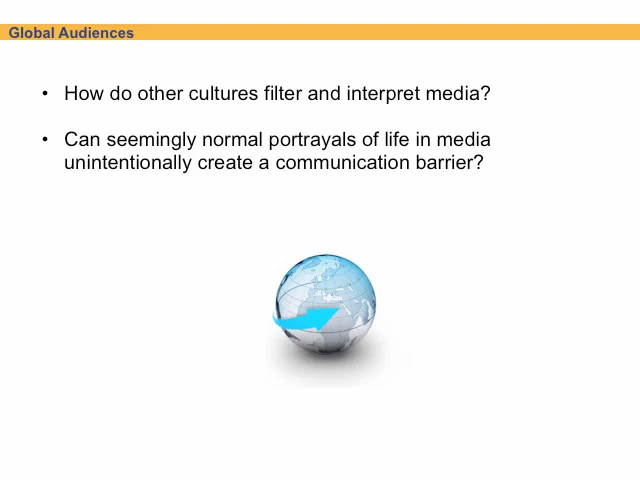 Global Audiences
• How do other cultures filter and interpret media?
• Can seemingly normal portrayals of life in media
unintentionally create a communication barrier?